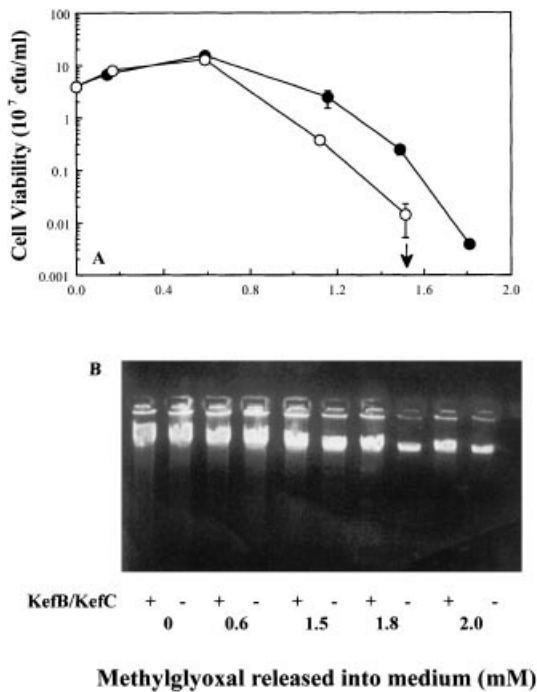 100
10
1
0.1
0.01
0.001
Cell Viability (10 7 cfu/ml)
A
0.0 0.4 0.8 1.2 1.6 2.0
B
KefB/KefC + - + - + - + - + -
0 0.6 1.5 1.8 2.0
Methylglyoxal released into medium (mM)